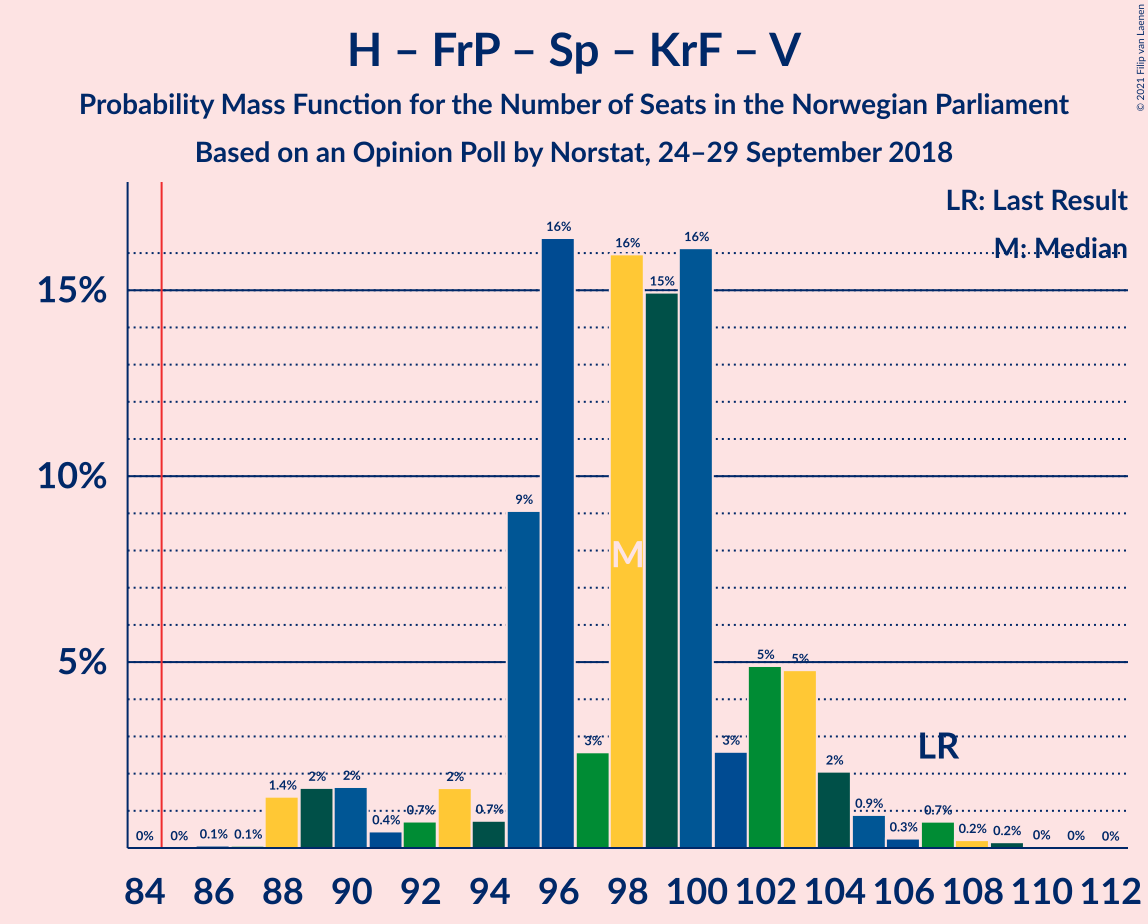 H – FrP – Sp – KrF – V
Probability Mass Function for the Number of Seats in the Norwegian Parliament
Based on an Opinion Poll by Norstat, 24–29 September 2018
© 2021 Filip van Laenen
LR: Last Result
M: Median
15%
10%
5%
0% 0% 0.1% 0.1% 1.4% 2% 2% 0.4% 0.7% 2% 0.7% 9% 16% 3% 16% 15% 16% 3% 5% 5% 2% 0.9% 0.3% 0.7% 0.2% 0.2% 0% 0% 0%
M
LR
84 86 88 90 92 94 96 98 100 102 104 106 108 110 112